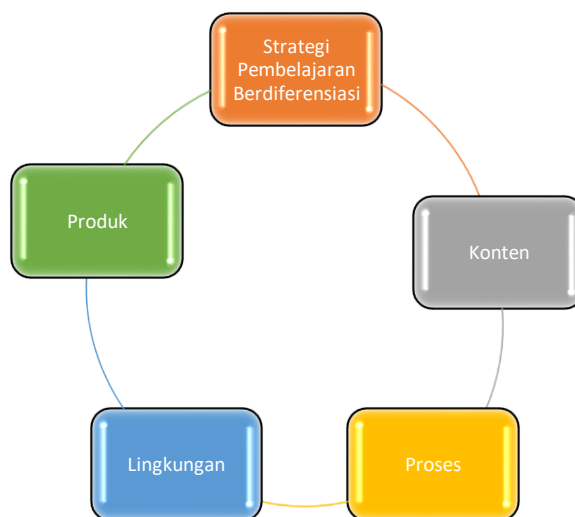 Strategi
Pembelajaran
Berdiferensiasi
Konten
Proses
Lingkungan
Produk